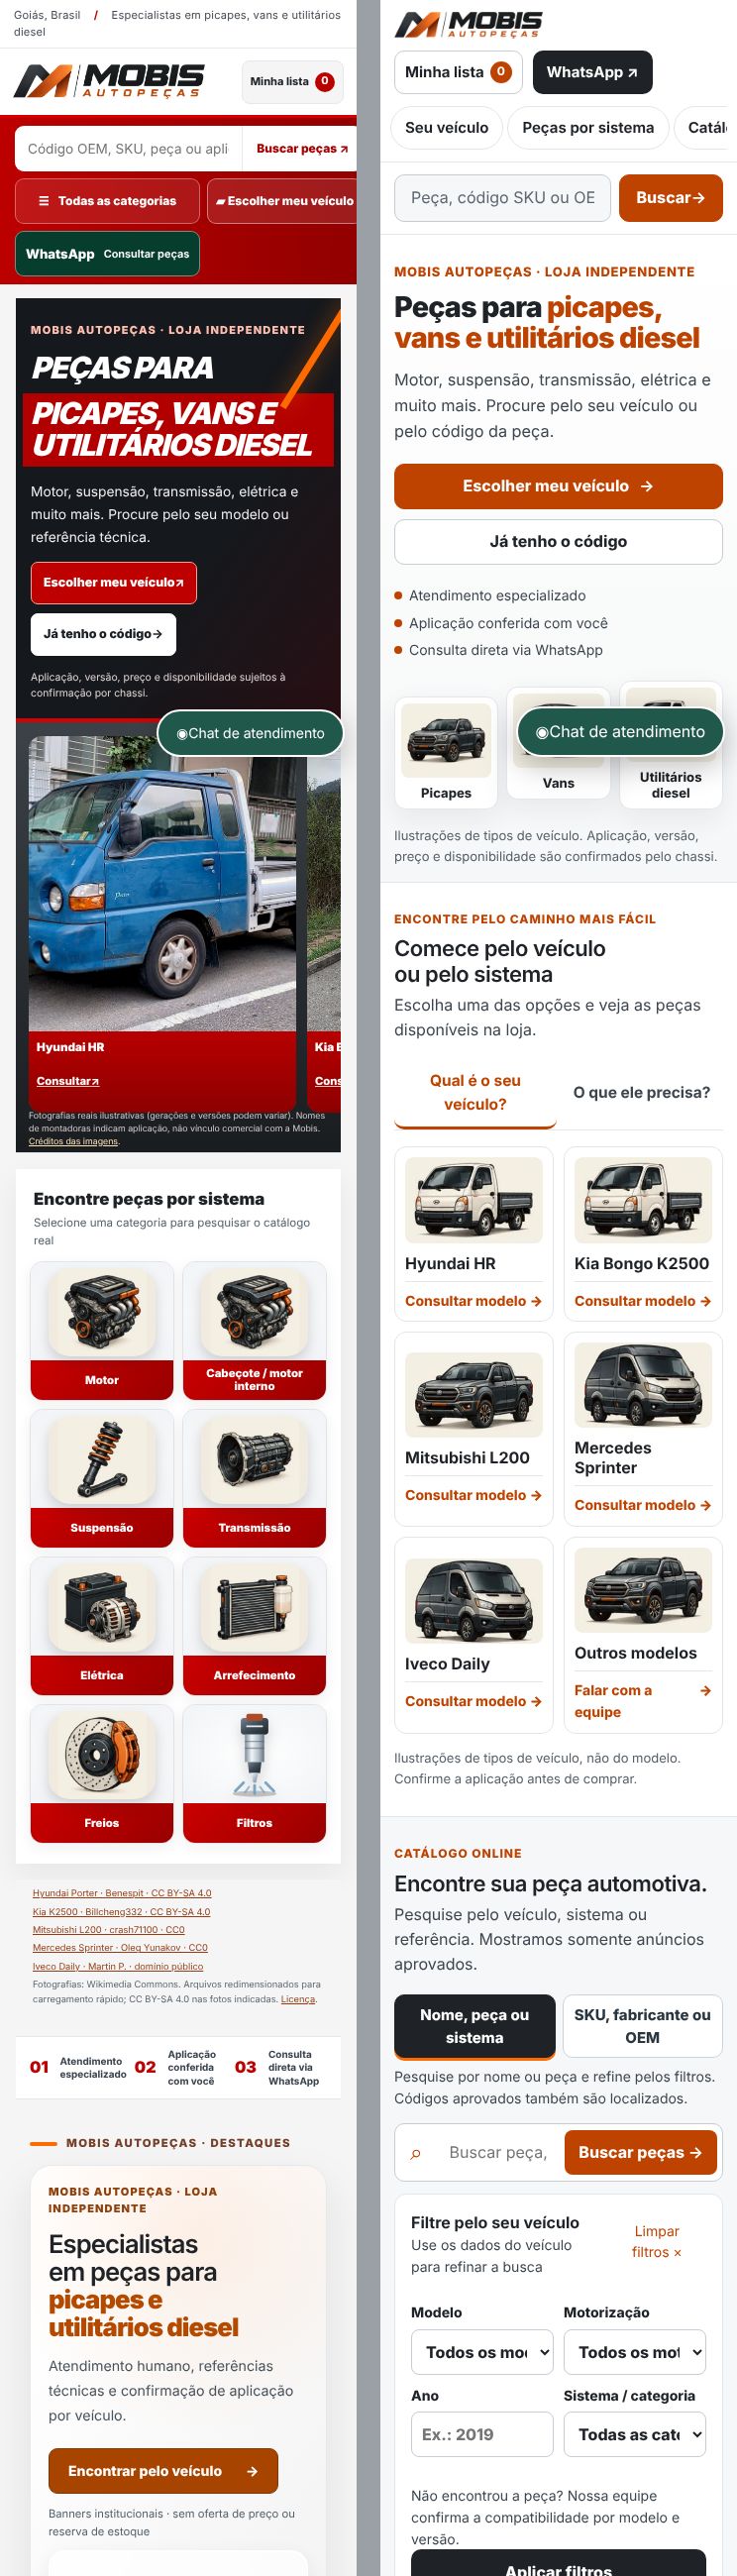 Goiás, Brasil / Especialistas em picapes, vans e utilitários
diesel
MOBIS
AUTOPEÇAS
Minha lista 0
Código OEM, SKU, peça ou apli
Buscar peças ↗
☰ Todas as categorias
Escolher meu veículo
WhatsApp Consultar peças
MOBIS AUTOPEÇAS · LOJA INDEPENDENTE
PEÇAS PARA
PICAPES, VANS E
UTILITÁRIOS DIESEL
Motor, suspensão, transmissão, elétrica e
muito mais. Procure pelo seu modelo ou
referência técnica.
Escolher meu veículo↗
Já tenho o código→
Aplicação, versão, preço e disponibilidade sujeitos à
confirmação por chassi.
◉Chat de atendimento
Hyundai HR
Consultar↗
Kia B
Cons
Fotografias reais ilustrativas (gerações e versões podem variar). Nomes
de montadoras indicam aplicação, não vínculo comercial com a Mobis.
Créditos das imagens.
Encontre peças por sistema
Selecione uma categoria para pesquisar o catálogo
real
Motor
Cabeçote / motor
interno
Suspensão
Transmissão
Elétrica
Arrefecimento
Freios
Filtros
Hyundai Porter · Benespit · CC BY-SA 4.0
Kia K2500 · Billcheng332 · CC BY-SA 4.0
Mitsubishi L200 · crash71100 · CC0
Mercedes Sprinter · Oleg Yunakov · CC0
Iveco Daily · Martin P. · domínio público
Fotografias: Wikimedia Commons. Arquivos redimensionados para
carregamento rápido; CC BY-SA 4.0 nas fotos indicadas. Licença.
01 Atendimento
especializado
02 Aplicação
conferida
com você
03 Consulta
direta via
WhatsApp
MOBIS AUTOPEÇAS · DESTAQUES
MOBIS AUTOPEÇAS · LOJA
INDEPENDENTE
Especialistas
em peças para
picapes e
utilitários diesel
Atendimento humano, referências
técnicas e confirmação de aplicação
por veículo.
Encontrar pelo veículo →
Banners institucionais · sem oferta de preço ou
reserva de estoque
MOBIS
AUTOPEÇAS
Minha lista 0
WhatsApp ↗
Seu veículo
Peças por sistema
Catál
Peça, código SKU ou OE
Buscar→
MOBIS AUTOPEÇAS · LOJA INDEPENDENTE
Peças para picapes,
vans e utilitários diesel
Motor, suspensão, transmissão, elétrica e
muito mais. Procure pelo seu veículo ou
pelo código da peça.
Escolher meu veículo →
Já tenho o código
Atendimento especializado
Aplicação conferida com você
Consulta direta via WhatsApp
◉Chat de atendimento
Picapes
Vans
Utilitários
diesel
Ilustrações de tipos de veículo. Aplicação, versão,
preço e disponibilidade são confirmados pelo chassi.
ENCONTRE PELO CAMINHO MAIS FÁCIL
Comece pelo veículo
ou pelo sistema
Escolha uma das opções e veja as peças
disponíveis na loja.
Qual é o seu
veículo?
O que ele precisa?
Hyundai HR
Consultar modelo →
Kia Bongo K2500
Consultar modelo →
Mitsubishi L200
Consultar modelo →
Mercedes
Sprinter
Consultar modelo →
Iveco Daily
Consultar modelo →
Outros modelos
Falar com a
equipe →
Ilustrações de tipos de veículo, não do modelo.
Confirme a aplicação antes de comprar.
CATÁLOGO ONLINE
Encontre sua peça automotiva.
Pesquise pelo veículo, sistema ou
referência. Mostramos somente anúncios
aprovados.
Nome, peça ou
sistema
SKU, fabricante ou
OEM
Pesquise por nome ou peça e refine pelos filtros.
Códigos aprovados também são localizados.
Buscar peça,
Buscar peças →
Filtre pelo seu veículo
Use os dados do veículo
para refinar a busca
Limpar
filtros ×
Modelo
Motorização
Todos os mo
Todos os mot
Ano
Sistema / categoria
Ex.: 2019
Todas as cate
Não encontrou a peça? Nossa equipe
confirma a compatibilidade por modelo e
versão.
Aplicar filtros